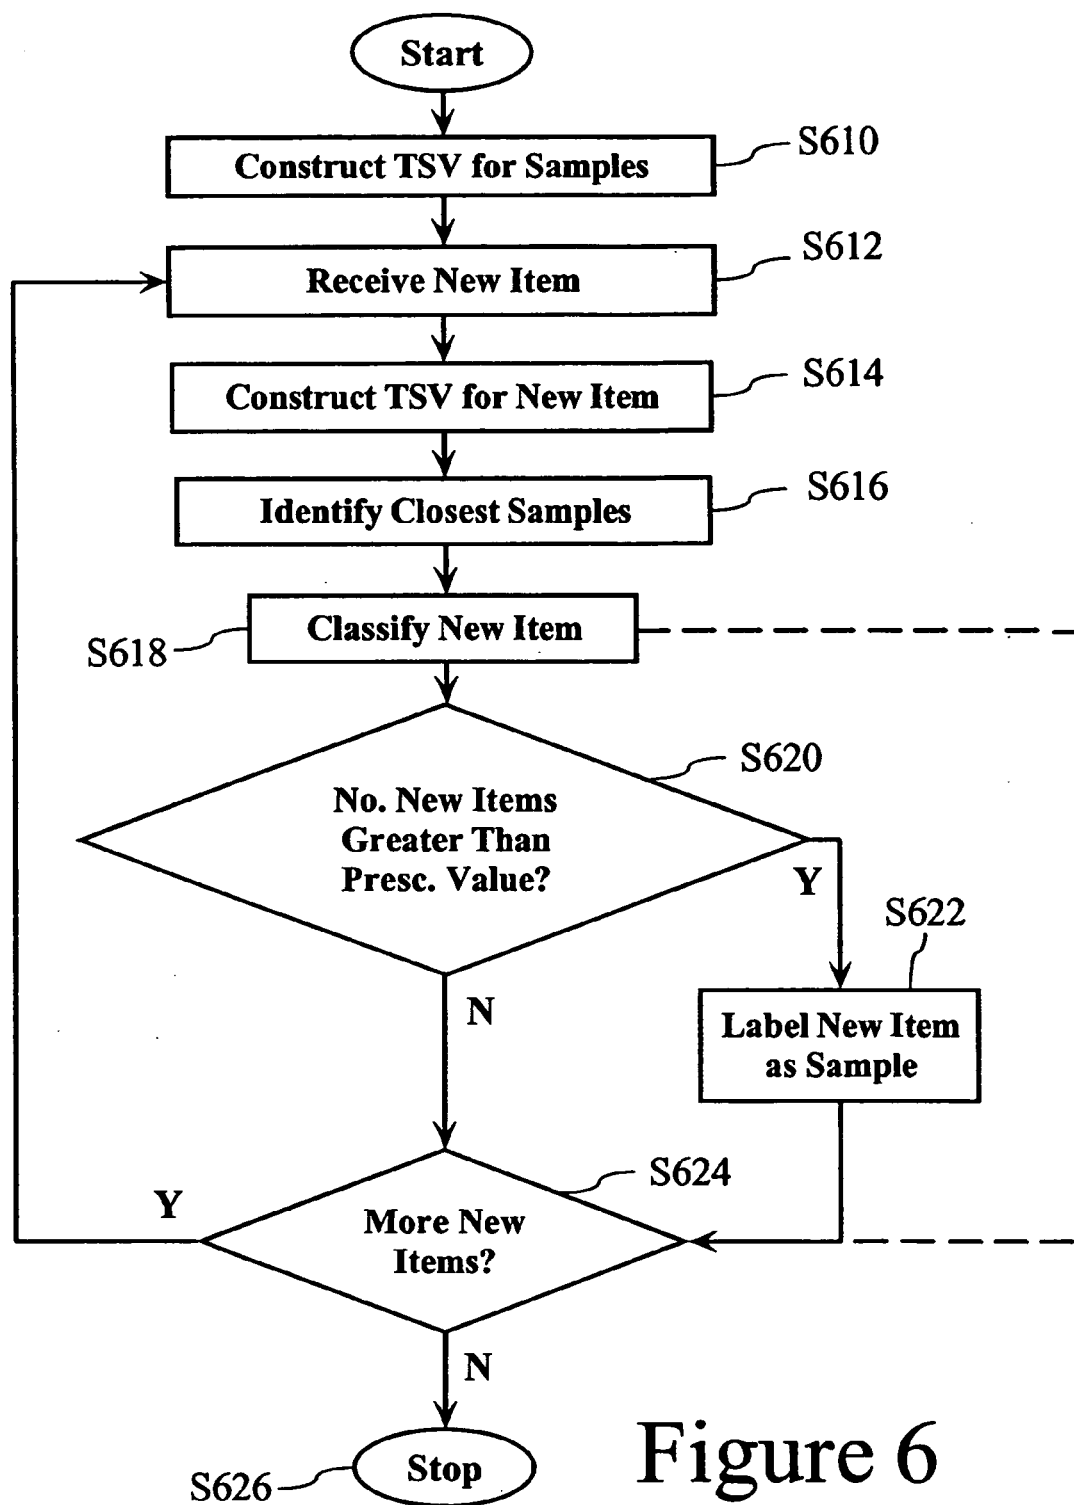 Start
Construct TSV for Samples
S610
Receive New Item
S612
Construct TSV for New Item
S614
Identify Closest Samples
S616
Classify New Item
S618
No. New Items
Greater Than
Presc. Value?
S620
Y
N
S622
Label New Item
as Sample
More New
Items?
S624
Y
N
Stop
S626
Figure 6